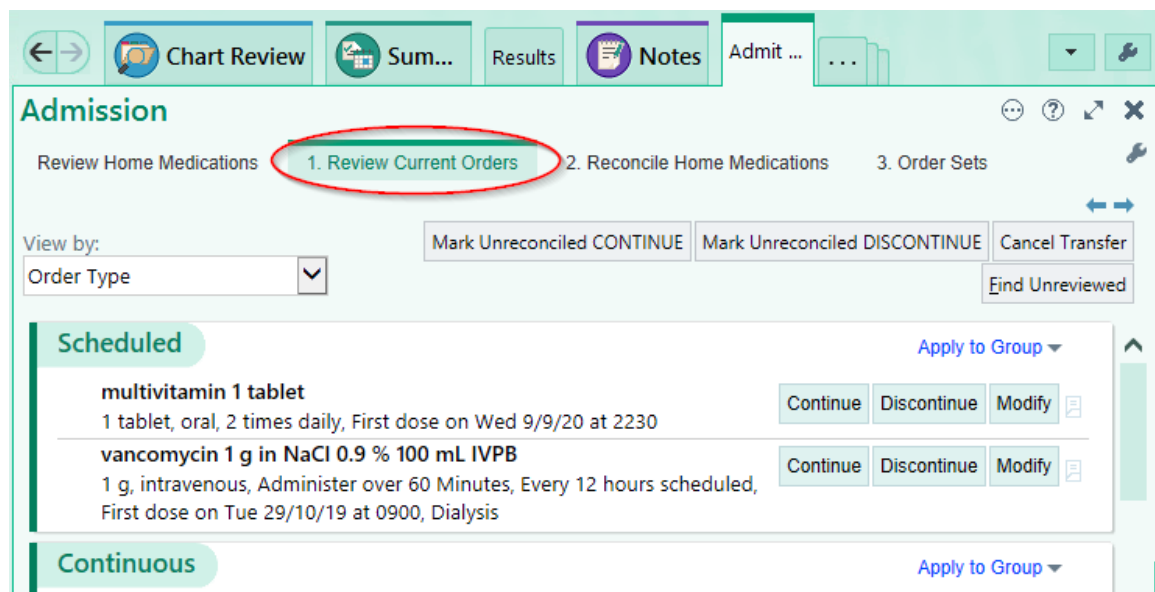 Chart Review Sum... Results Notes Admit ... ...
Admission
Review Home Medications 1. Review Current Orders 2. Reconcile Home Medications 3. Order Sets
View by: Mark Unreconciled CONTINUE Mark Unreconciled DISCONTINUE Cancel Transfer
Order Type Find Unreviewed
Scheduled Apply to Group
multivitamin 1 tablet
1 tablet, oral, 2 times daily, First dose on Wed 9/9/20 at 2230
Continue Discontinue Modify
vancomycin 1 g in NaCl 0.9 % 100 mL IVPB
1 g, intravenous, Administer over 60 Minutes, Every 12 hours scheduled,
First dose on Tue 29/10/19 at 0900, Dialysis
Continue Discontinue Modify
Continuous Apply to Group